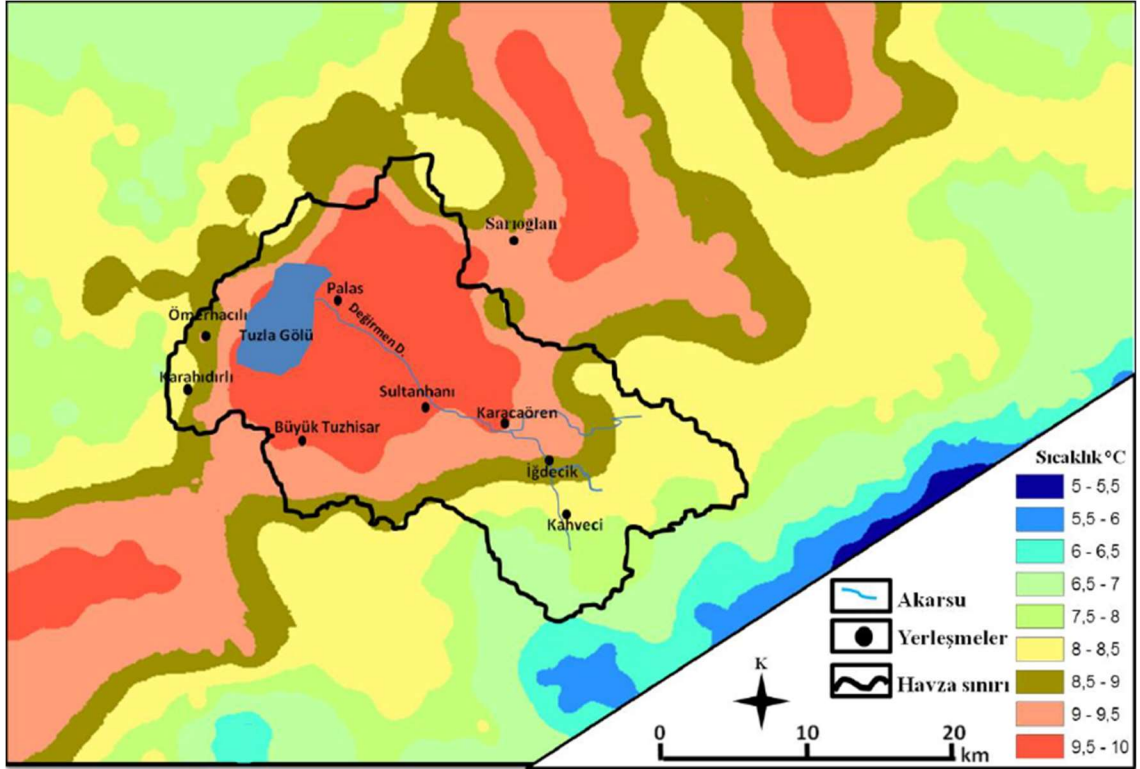 Sarıoğlan
Palas
Ömerhacılı
Değirmen D.
Tuzla Gölü
Karahıdırlı
Sultanhanı
Karacaören
Büyük Tuzhisar
İğdecik
Kahveci
Sıcaklık °C
5 - 5,5
5,5 - 6
6 - 6,5
6,5 - 7
7,5 - 8
8 - 8,5
8,5 - 9
9 - 9,5
9,5 - 10
Akarsu
Yerleşmeler
Havza sınırı
K
0 10 20
km